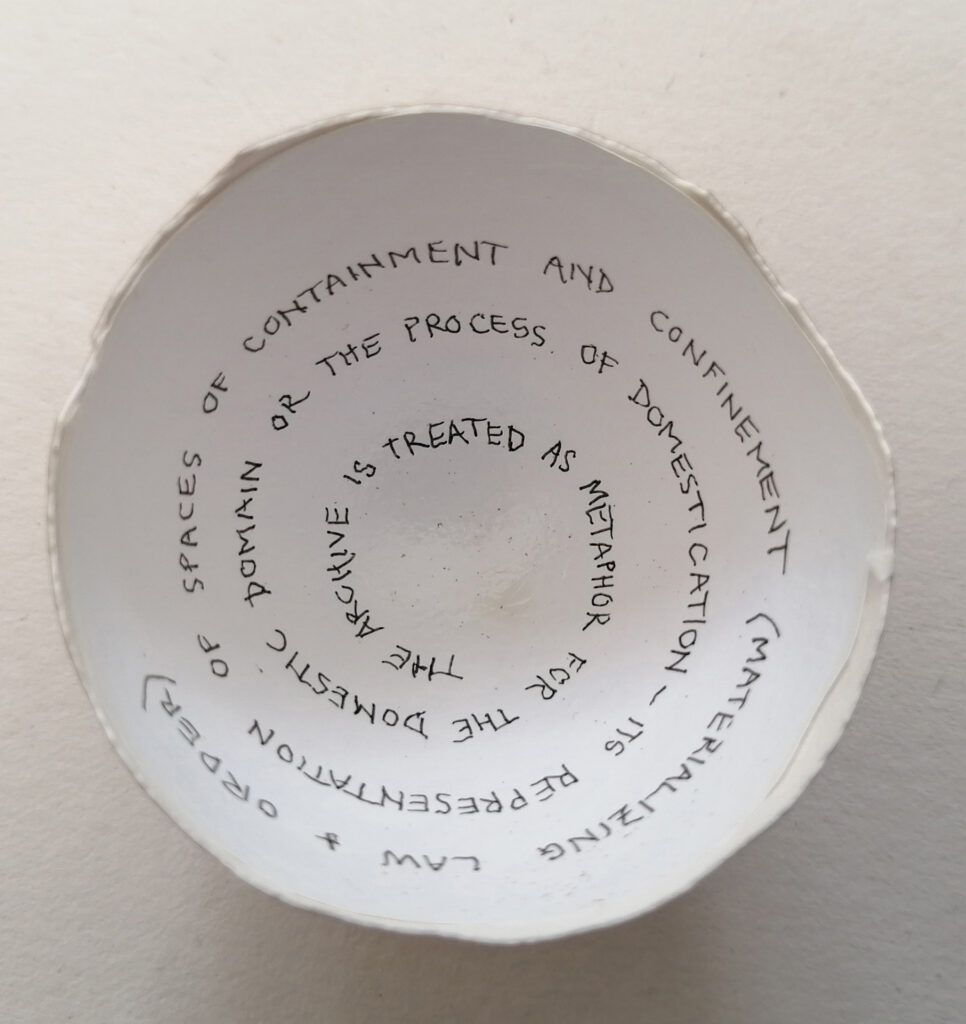 THE ARCHIVE IS TREATED AS METAPHOR FOR THE DOMESTIC DOMAIN OR THE PROCESS OF DOMESTICATION – ITS REPRESENTATION OF SPACES OF CONTAINMENT AND CONFINEMENT (MATERIALIZING LAW & ORDER)